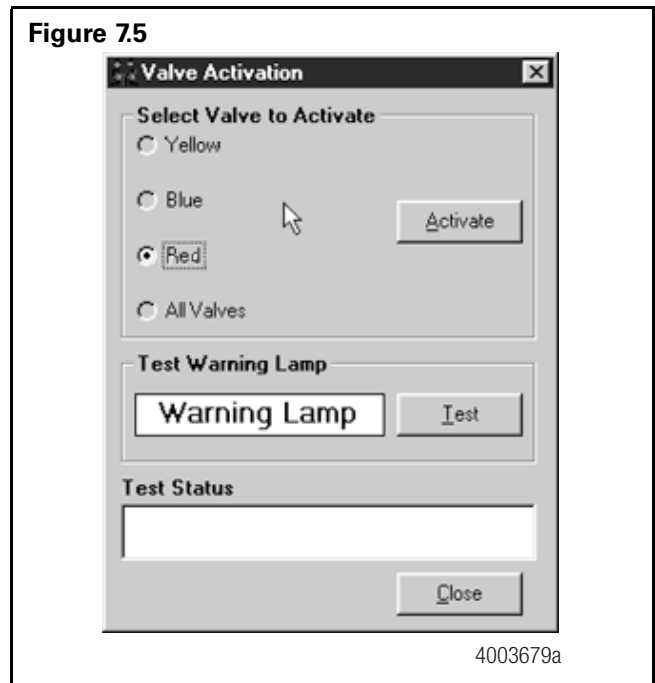 Figure 7.5
Valve Activation
Select Valve to Activate
Yellow
Blue
Activate
Red
All Valves
Test Warning Lamp
Warning Lamp
Test
Test Status
Close
4003679a